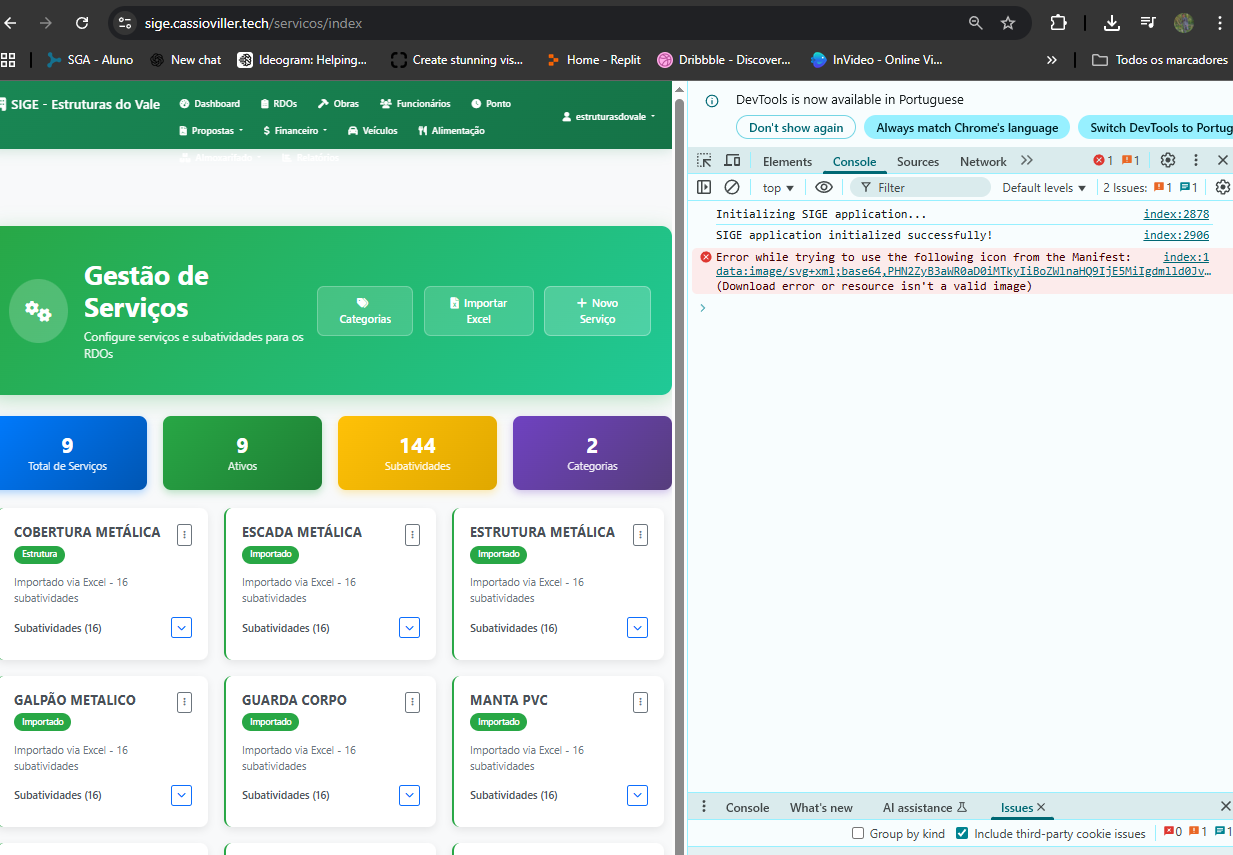 sige.cassioviller.tech/servicos/index
SGA - Aluno
New chat
Ideogram: Helping...
Create stunning vis...
Home - Replit
Dribbble - Discover...
InVideo - Online Vi...
Todos os marcadores
SIGE - Estruturas do Vale
Dashboard
RDOs
Obras
Funcionários
Ponto
estruturasdovale
Propostas
Financeiro
Veículos
Alimentação
Almoxarifado
Relatórios
Gestão de
Serviços
Configure serviços e subatividades para os
RDOs
Categorias
Importar
Excel
Novo
Serviço
9
Total de Serviços
9
Ativos
144
Subatividades
2
Categorias
COBERTURA METÁLICA
Estrutura
Importado via Excel - 16
subatividades
Subatividades (16)
ESCADA METÁLICA
Importado
Importado via Excel - 16
subatividades
Subatividades (16)
ESTRUTURA METÁLICA
Importado
Importado via Excel - 16
subatividades
Subatividades (16)
GALPÃO METALICO
Importado
Importado via Excel - 16
subatividades
Subatividades (16)
GUARDA CORPO
Importado
Importado via Excel - 16
subatividades
Subatividades (16)
MANTA PVC
Importado
Importado via Excel - 16
subatividades
Subatividades (16)
DevTools is now available in Portuguese
Don't show again
Always match Chrome's language
Switch DevTools to Portug
Elements
Console
Sources
Network
1
1
top
Filter
Default levels
2 Issues:
1
1
Initializing SIGE application...
index:2878
SIGE application initialized successfully!
index:2906
Error while trying to use the following icon from the Manifest:
index:1
data:image/svg+xml;base64,PHN2ZyB3aWR0aD0iMTkyIiBoZWlnaHQ9IjE5MiIgdmlld0Jv…
(Download error or resource isn't a valid image)
Console
What's new
AI assistance
Issues
Group by kind
Include third-party cookie issues
0
1
1